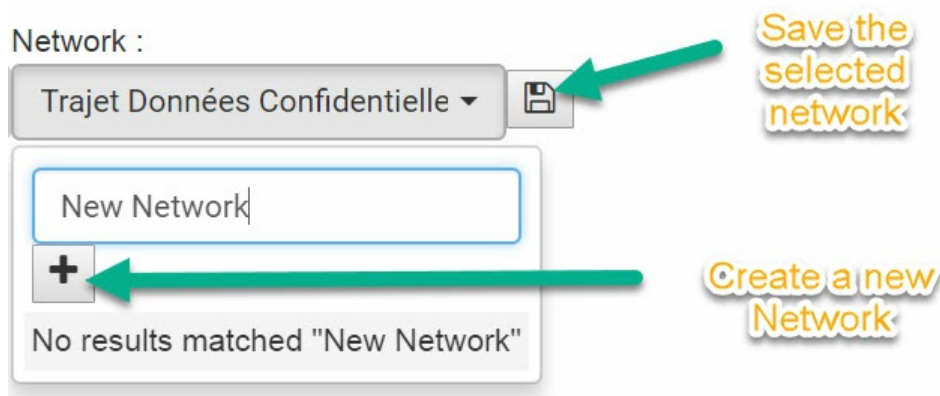 Network :
Trajet Données Confidentielle
New Network
No results matched "New Network"
Save the
selected
network
Create a new
Network